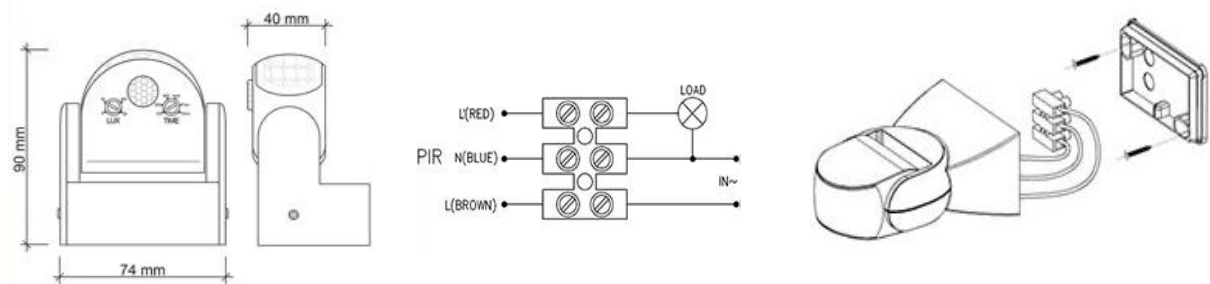 40 mm
90 mm
LUX
TIME
74 mm
LOAD
L'(RED)
PIR N(BLUE)
IN~
L(BROWN)